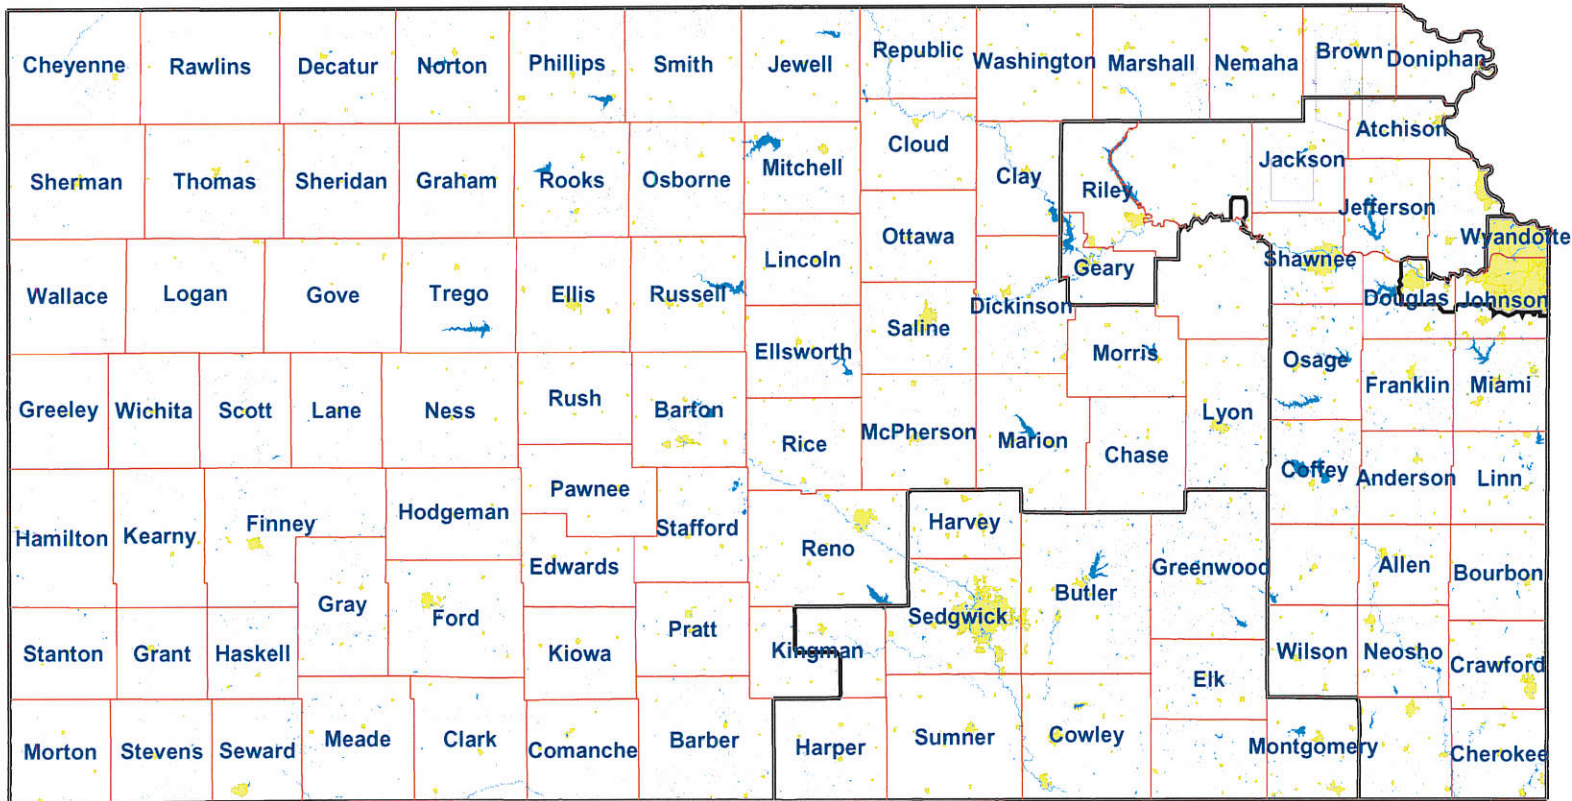 Cheyenne
Rawlins
Decatur
Norton
Phillips
Smith
Jewell
Republic
Washington
Marshall
Nemaha
Brown
Doniphan
Sherman
Thomas
Sheridan
Graham
Rooks
Osborne
Mitchell
Cloud
Clay
Riley
Jackson
Atchison
Jefferson
Wyandotte
Wallace
Logan
Gove
Trego
Ellis
Russell
Lincoln
Ottawa
Geary
Shawnee
Dickinson
Douglas
Johnson
Saline
Ellsworth
Morris
Osage
Franklin
Miami
Greeley
Wichita
Scott
Lane
Ness
Rush
Barton
Rice
McPherson
Marion
Chase
Lyon
Coffey
Anderson
Linn
Hamilton
Kearny
Finney
Hodgeman
Pawnee
Stafford
Edwards
Reno
Harvey
Butler
Greenwood
Allen
Bourbon
Gray
Ford
Sedgwick
Stanton
Grant
Haskell
Kiowa
Pratt
Kingman
Elk
Wilson
Neosho
Crawford
Morton
Stevens
Seward
Meade
Clark
Comanche
Barber
Harper
Sumner
Cowley
Montgomery
Cherokee